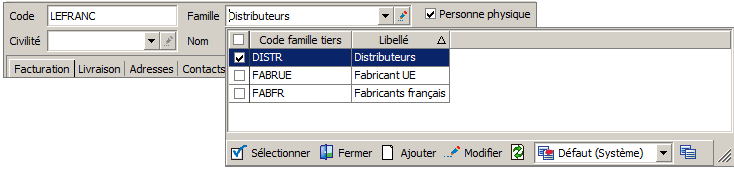 Code LEFRANC Famille Distributeurs Personne physique
Civilité Nom
Facturation Livraison Adresses Contacts
Code famille tiers Libellé
DISTR Distributeurs
FABRUE Fabricant UE
FABFR Fabricants français
Sélectionner Fermer Ajouter Modifier Défaut (Système)